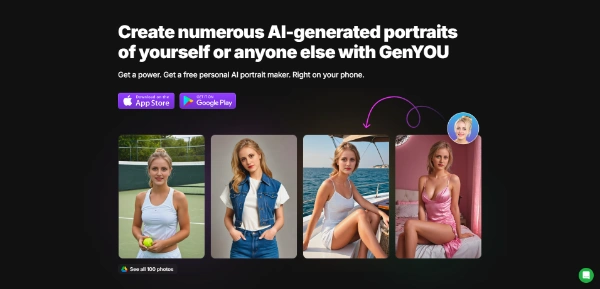 Create numerous AI-generated portraits
of yourself or anyone else with GenYOU
Get a power. Get a free personal AI portrait maker. Right on your phone.
Download on the
App Store
GET IT ON
Google Play
See all 100 photos